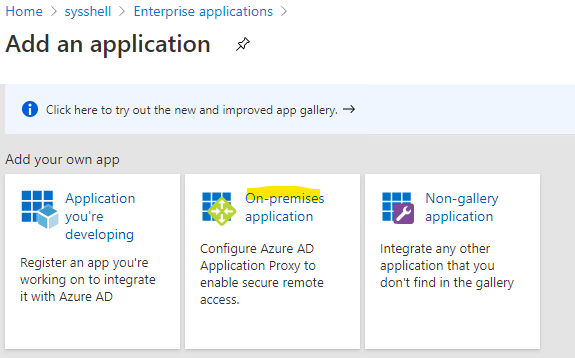 Home > sysshell > Enterprise applications >
Add an application
Click here to try out the new and improved app gallery. →
Add your own app
Application
you're
developing
Register an app you're
working on to integrate
it with Azure AD
On-premises
application
Configure Azure AD
Application Proxy to
enable secure remote
access.
Non-gallery
application
Integrate any other
application that you
don't find in the gallery